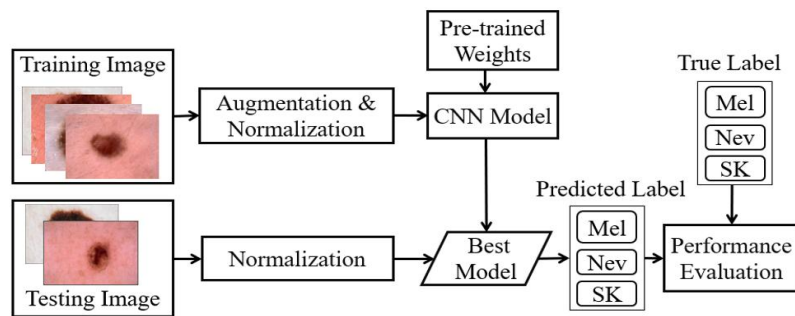 Training Image
Augmentation &
Normalization
Pre-trained
Weights
CNN Model
True Label
Mel
Nev
SK
Testing Image
Normalization
Best
Model
Predicted Label
Mel
Nev
SK
Performance
Evaluation